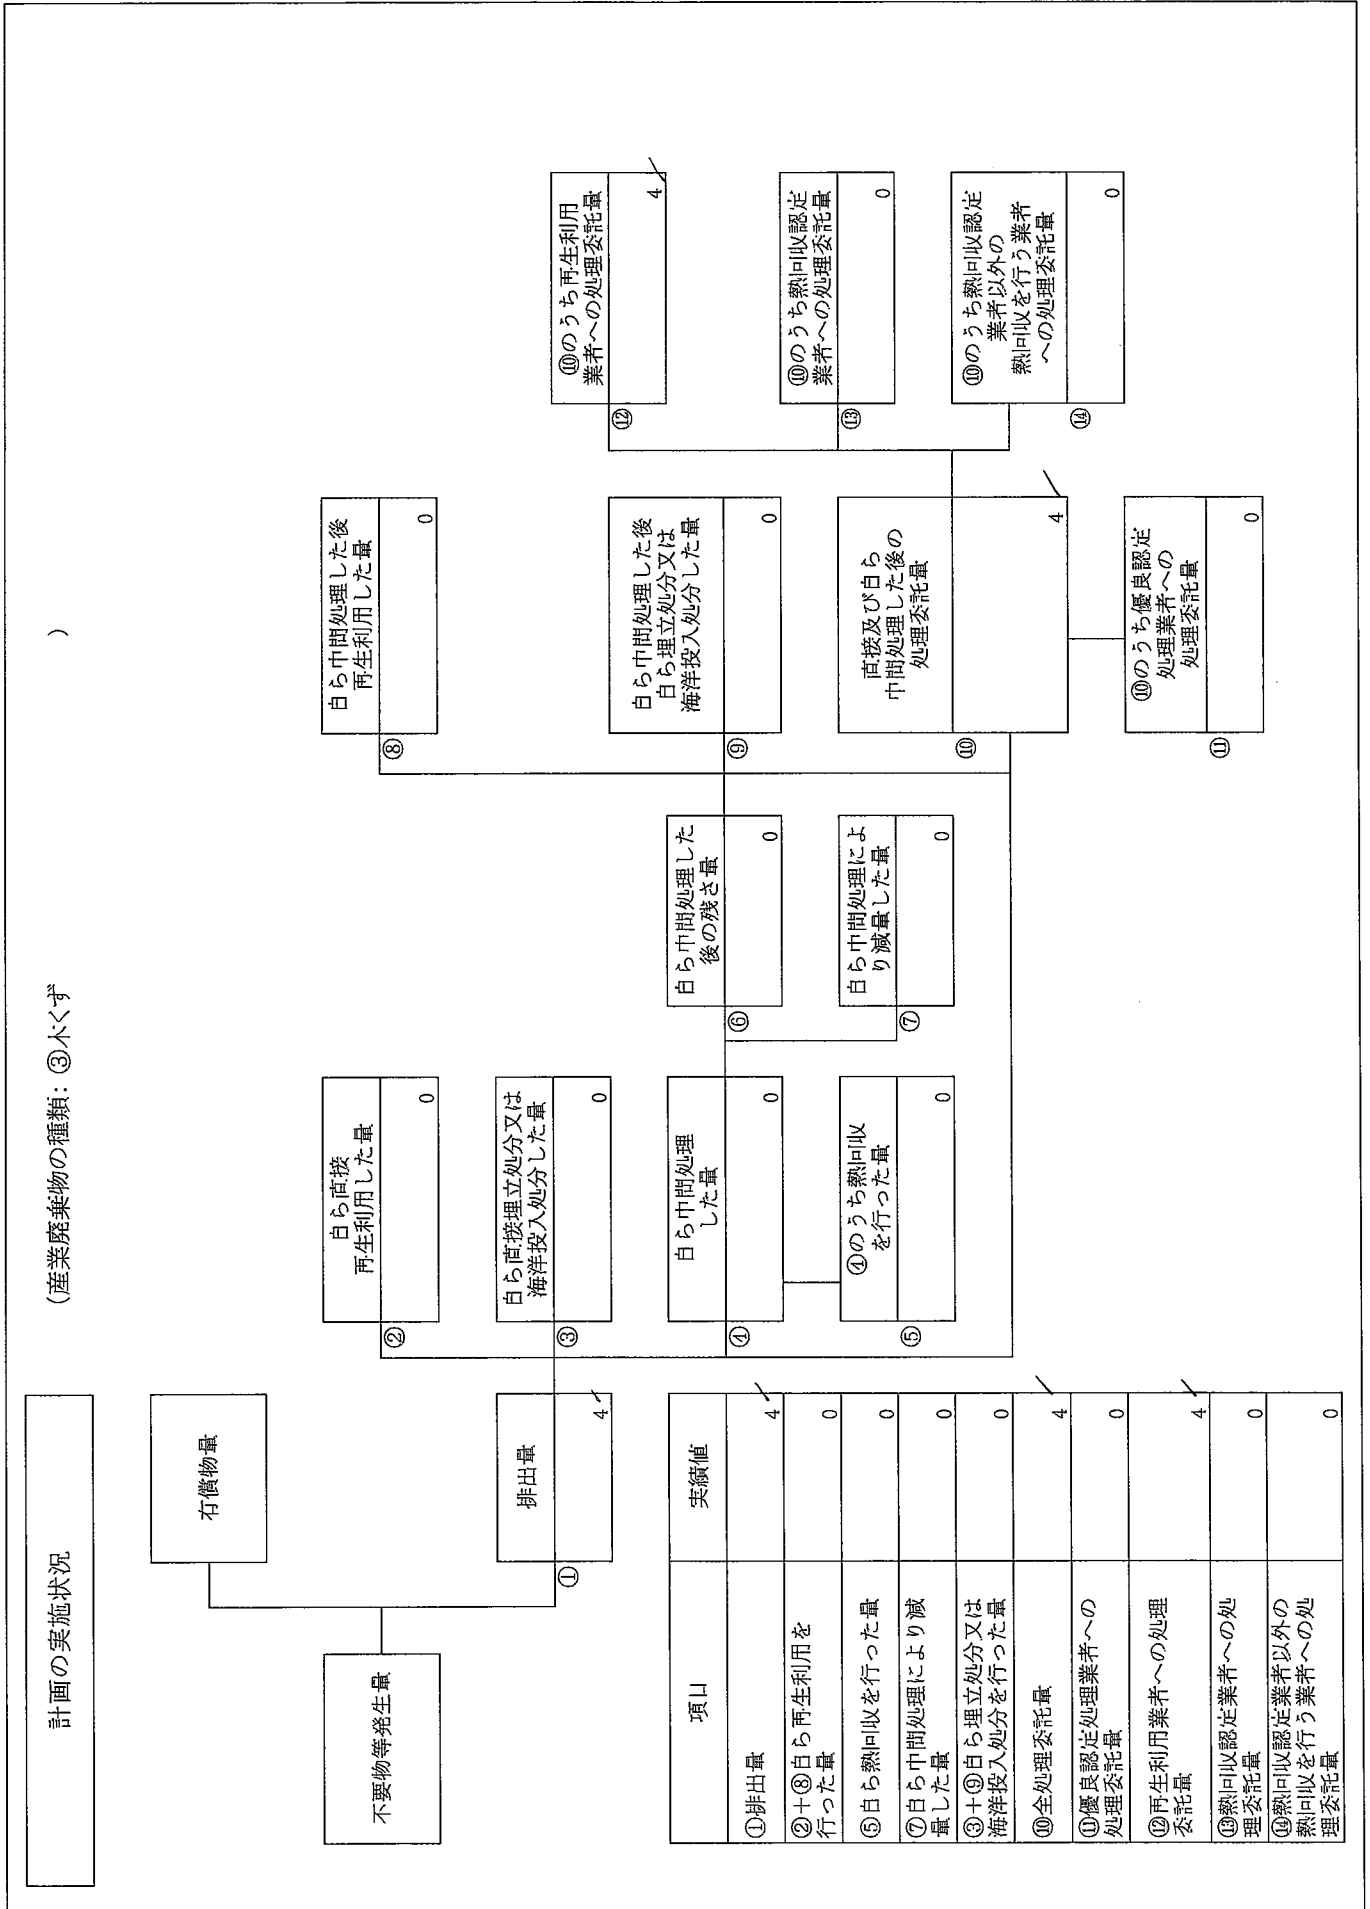 計画の実施状況
(産業廃棄物の種類：③木くず
)
不要物等発生量
有償物量
①
排出量
4
②
自ら直接
再生利用した量
0
③
自ら直接埋立処分又は
海洋投入処分した量
0
④
自ら中間処理
した量
0
⑤
④のうち熱回収
を行った量
0
⑥
自ら中間処理した
後の残さ量
0
⑦
自ら中間処理によ
り減量した量
0
⑧
自ら中間処理した後
再生利用した量
0
⑨
自ら中間処理した後
自ら埋立処分又は
海洋投入処分した量
0
⑩
直接及び自ら
中間処理した後の
処理委託量
4
⑪
⑩のうち優良認定
処理業者への
処理委託量
0
⑫
⑩のうち再生利用
業者への処理委託量
4
⑬
⑩のうち熱回収認定
業者への処理委託量
0
⑭
⑩のうち熱回収認定
業者以外の
熱回収を行う業者
への処理委託量
0
項目 実績値
①排出量 4
②＋⑧自ら再生利用を
行った量 0
⑤自ら熱回収を行った量 0
⑦自ら中間処理により減
量した量 0
③＋⑨自ら埋立処分又は
海洋投入処分を行った量 0
⑩全処理委託量 4
⑪優良認定処理業者への
処理委託量 0
⑫再生利用業者への処理
委託量 4
⑬熱回収認定業者への処
理委託量 0
⑭熱回収認定業者以外の
熱回収を行う業者への処
理委託量 0